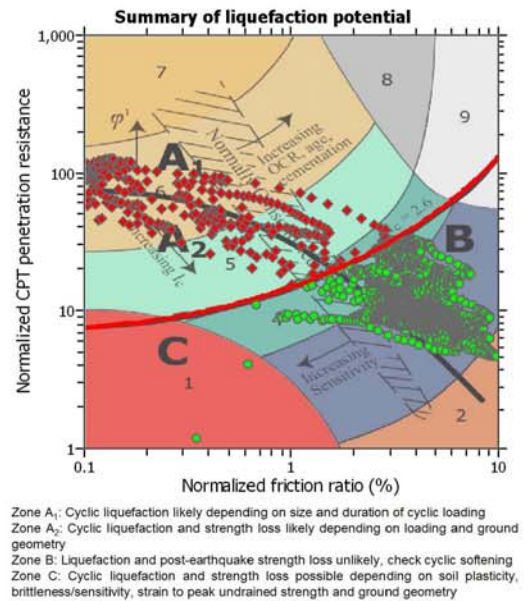 Summary of liquefaction potential
1,000
100
10
1
0.1
1
10
Normalized CPT penetration resistance
Normalized friction ratio (%)
7
8
9
φ'
Increasing
OCR, age,
cementation
A1
6
A2
Increasing Ic
5
= 2.6
B
C
1
Increasing
Sensitivity
2
Zone A1: Cyclic liquefaction likely depending on size and duration of cyclic loading
Zone A2: Cyclic liquefaction and strength loss likely depending on loading and ground
geometry
Zone B: Liquefaction and post-earthquake strength loss unlikely, check cyclic softening
Zone C: Cyclic liquefaction and strength loss possible depending on soil plasticity,
brittleness/sensitivity, strain to peak undrained strength and ground geometry